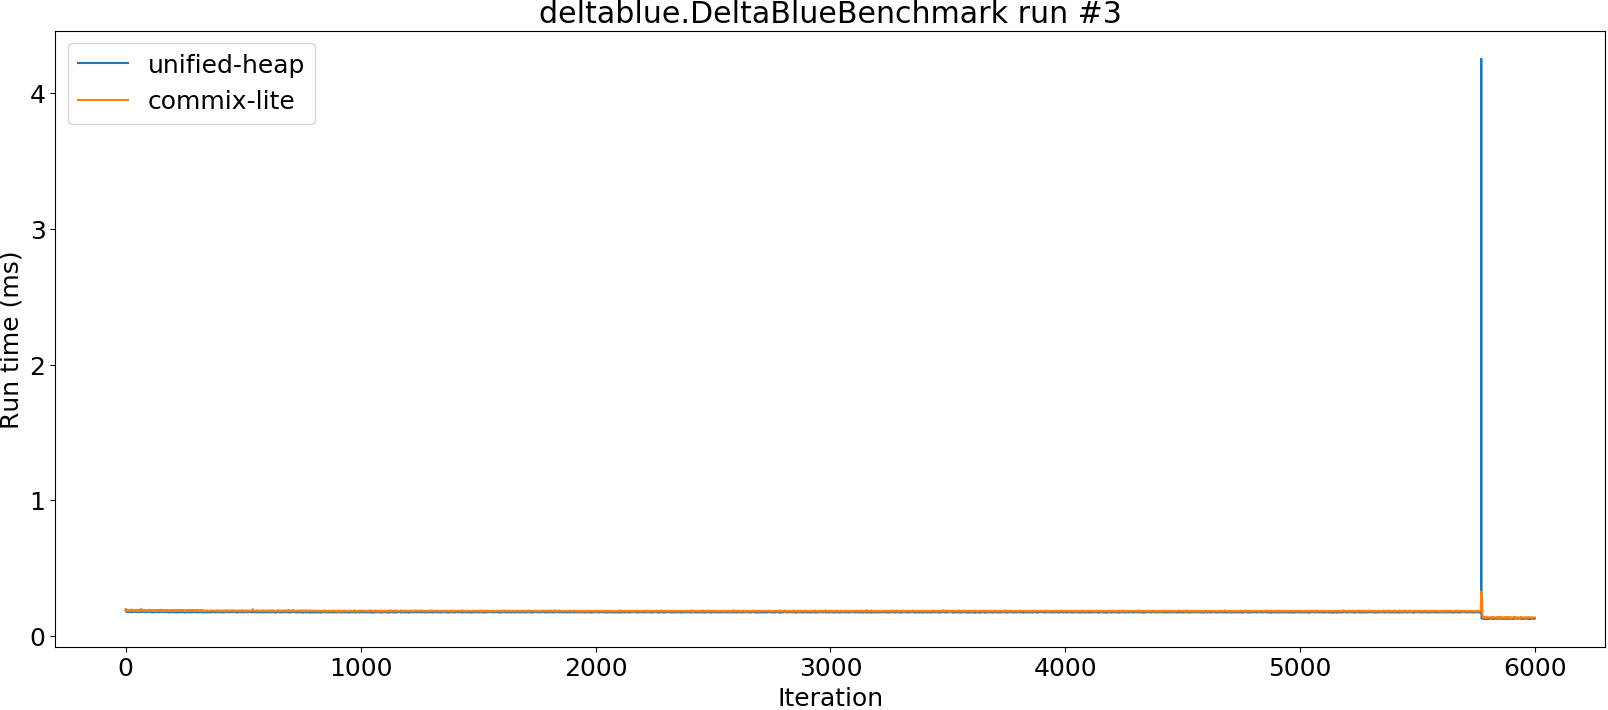 deltablue.DeltaBlueBenchmark run #3
unified-heap
commix-lite
4
3
2
1
0
Run time (ms)
0 1000 2000 3000 4000 5000 6000
Iteration